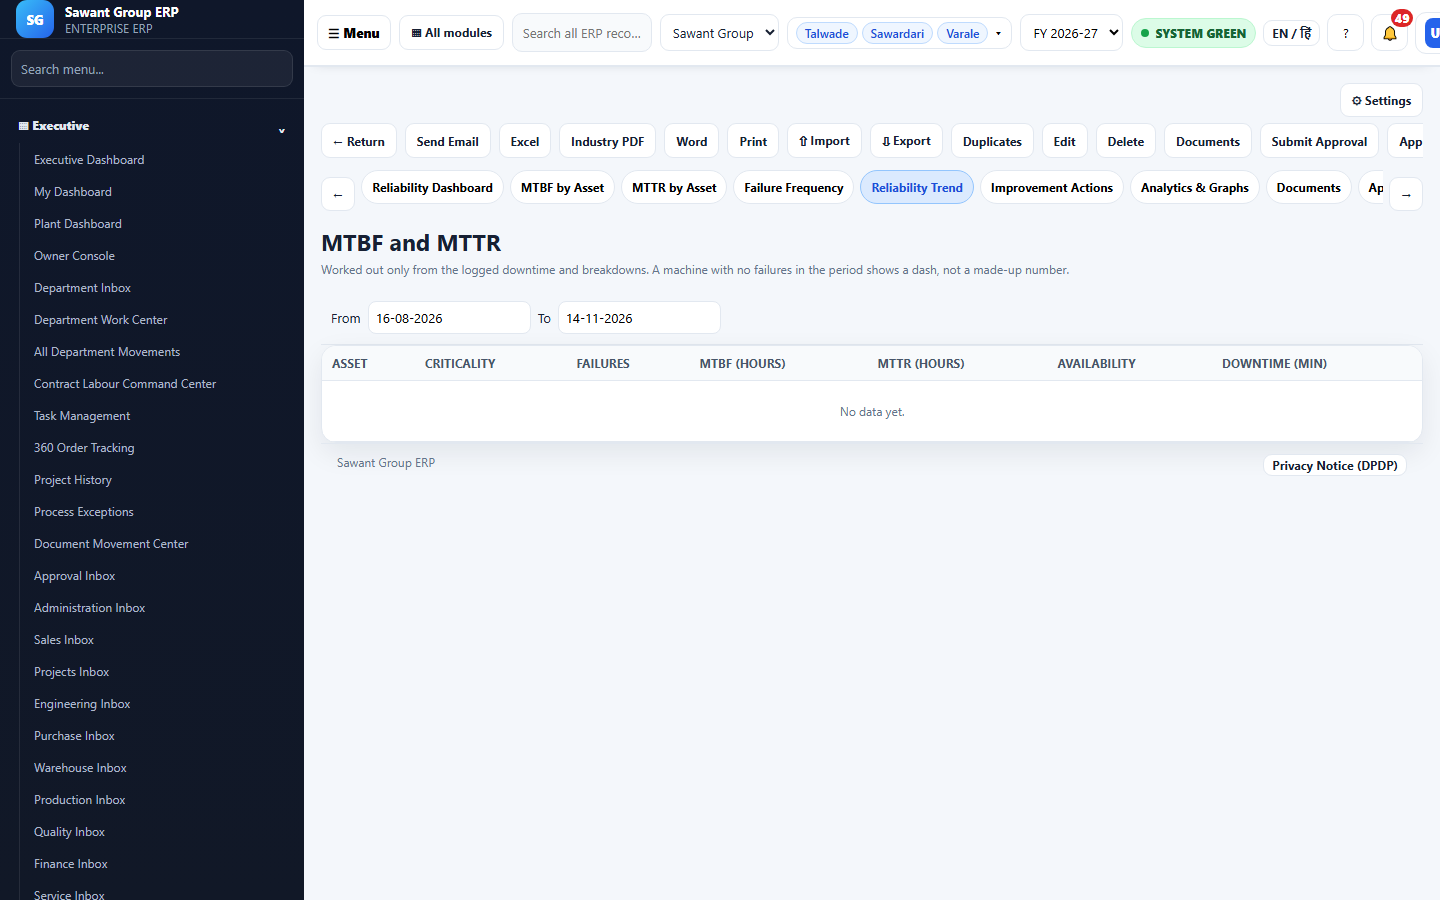 SG
Sawant Group ERP
ENTERPRISE ERP
☰ Menu
All modules
Search all ERP reco...
Sawant Group
Talwade
Sawardari
Varale
FY 2026-27
SYSTEM GREEN
EN / हिं
?
49
Search menu...
Executive
Executive Dashboard
My Dashboard
Plant Dashboard
Owner Console
Department Inbox
Department Work Center
All Department Movements
Contract Labour Command Center
Task Management
360 Order Tracking
Project History
Process Exceptions
Document Movement Center
Approval Inbox
Administration Inbox
Sales Inbox
Projects Inbox
Engineering Inbox
Purchase Inbox
Warehouse Inbox
Production Inbox
Quality Inbox
Finance Inbox
Service Inbox
⚙ Settings
← Return
Send Email
Excel
Industry PDF
Word
Print
⇧ Import
⇩ Export
Duplicates
Edit
Delete
Documents
Submit Approval
App
←
Reliability Dashboard
MTBF by Asset
MTTR by Asset
Failure Frequency
Reliability Trend
Improvement Actions
Analytics & Graphs
Documents
Ap
→
MTBF and MTTR
Worked out only from the logged downtime and breakdowns. A machine with no failures in the period shows a dash, not a made-up number.
From 16-08-2026 To 14-11-2026
ASSET CRITICALITY FAILURES MTBF (HOURS) MTTR (HOURS) AVAILABILITY DOWNTIME (MIN)
No data yet.
Sawant Group ERP
Privacy Notice (DPDP)